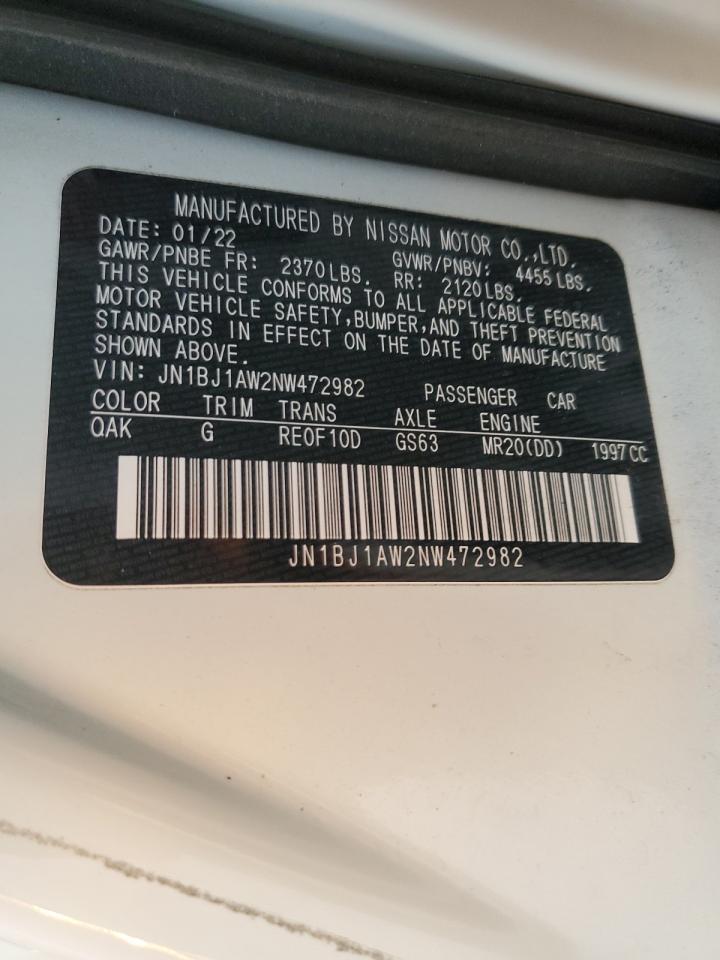 MANUFACTURED BY NISSAN MOTOR CO.,LTD.
DATE: 01/22 GVWR/PNBV: 4455 LBS.
GAWR/PNBE FR: 2370LBS. RR: 2120LBS.
THIS VEHICLE CONFORMS TO ALL APPLICABLE FEDERAL
MOTOR VEHICLE SAFETY,BUMPER,AND THEFT PREVENTION
STANDARDS IN EFFECT ON THE DATE OF MANUFACTURE
SHOWN ABOVE.
VIN: JN1BJ1AW2NW472982 PASSENGER CAR
COLOR TRIM TRANS AXLE ENGINE
QAK G RE0F10D GS63 MR20(DD) 1997CC
JN1BJ1AW2NW472982